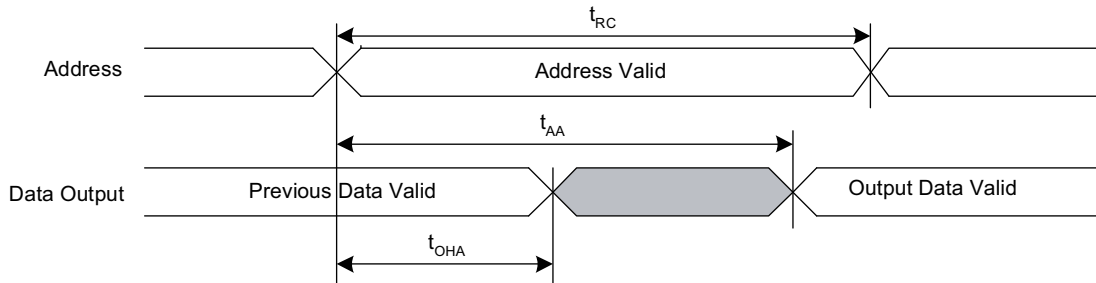 tRC
Address
Address Valid
tAA
Data Output
Previous Data Valid
Output Data Valid
tOHA